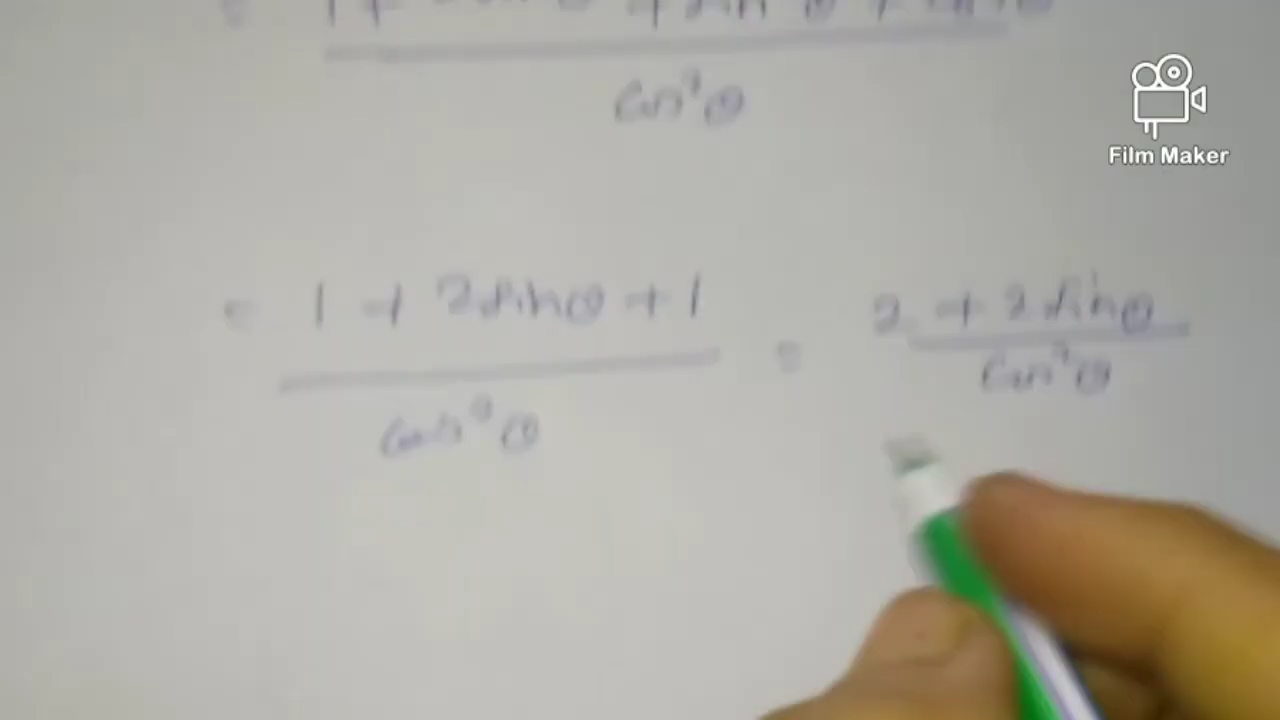 cos²θ
Film Maker
= 1 + 2sinθ + 1 = 2 + 2sinθ
cos²θ cos²θ